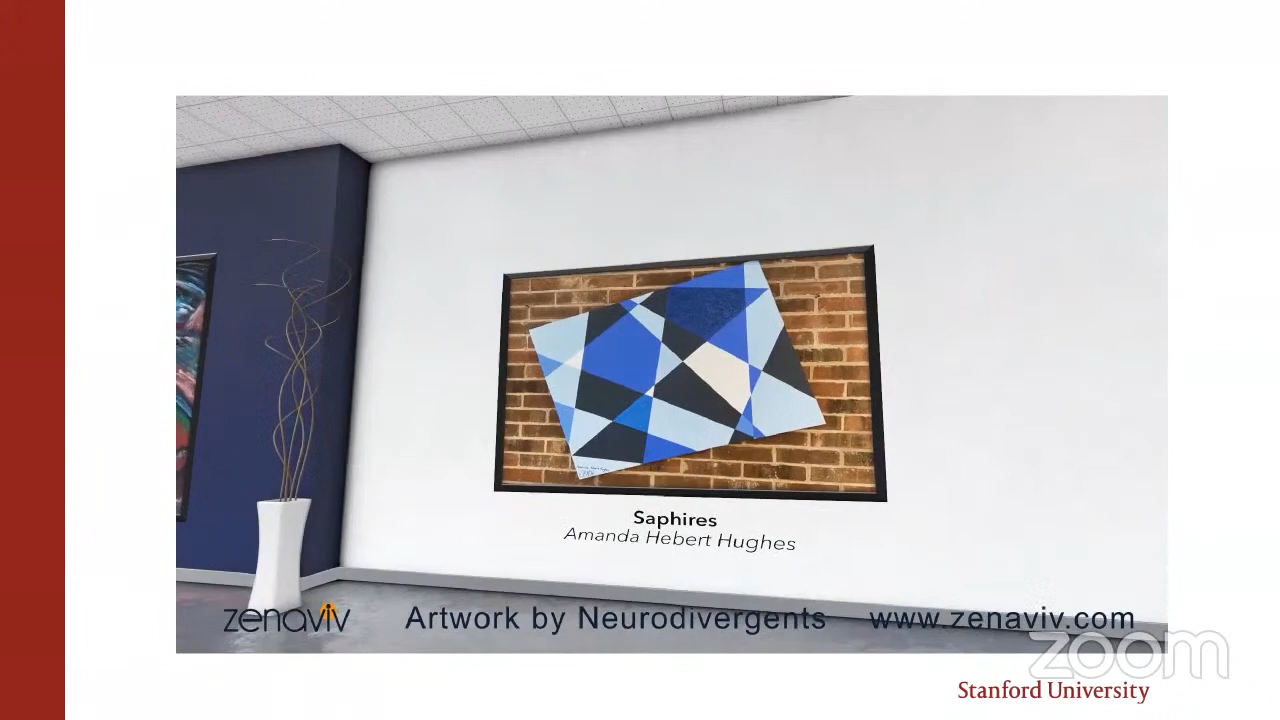 Saphires
Amanda Hebert Hughes
zenaviv Artwork by Neurodivergents www.zenaviv.com
zoom
Stanford University